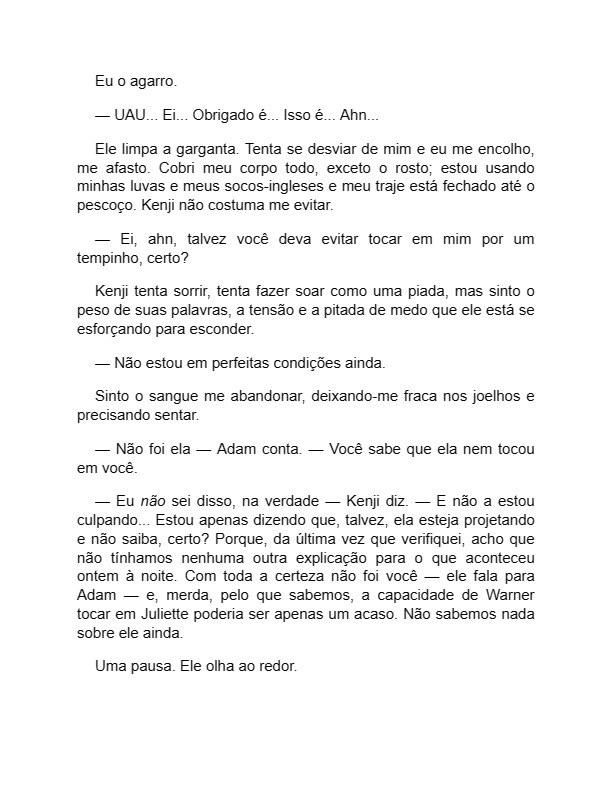 Eu o agarro.
— UAU... Ei... Obrigado é... Isso é... Ahn...
Ele limpa a garganta. Tenta se desviar de mim e eu me encolho,
me afasto. Cobri meu corpo todo, exceto o rosto; estou usando
minhas luvas e meus socos-ingleses e meu traje está fechado até o
pescoço. Kenji não costuma me evitar.
— Ei, ahn, talvez você deva evitar tocar em mim por um
tempinho, certo?
Kenji tenta sorrir, tenta fazer soar como uma piada, mas sinto o
peso de suas palavras, a tensão e a pitada de medo que ele está se
esforçando para esconder.
— Não estou em perfeitas condições ainda.
Sinto o sangue me abandonar, deixando-me fraca nos joelhos e
precisando sentar.
— Não foi ela — Adam conta. — Você sabe que ela nem tocou
em você.
— Eu não sei disso, na verdade — Kenji diz. — E não a estou
culpando... Estou apenas dizendo que, talvez, ela esteja projetando
e não saiba, certo? Porque, da última vez que verifiquei, acho que
não tínhamos nenhuma outra explicação para o que aconteceu
ontem à noite. Com toda a certeza não foi você — ele fala para
Adam — e, merda, pelo que sabemos, a capacidade de Warner
tocar em Juliette poderia ser apenas um acaso. Não sabemos nada
sobre ele ainda.
Uma pausa. Ele olha ao redor.